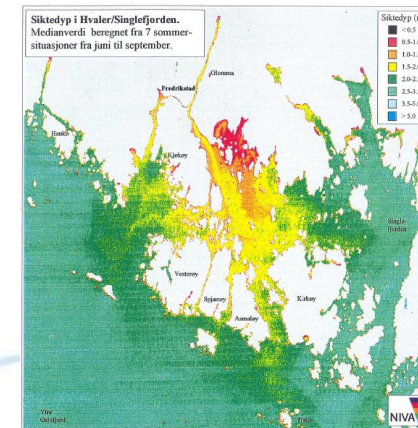 Siktedyp i Hvaler/Singlefjorden.
Medianverdi beregnet fra 7 sommer-
situasjoner fra juni til september.
Siktedyp (
< 0.5
0.5-1.
1.0-1.
1.5-2.
2.0-2.
2.5-3.
3.5-5.
> 5.0
Glomma
Fredrikstad
Hankø
Kjøkøy
Single-
fjorden
Vesterøy
Kirkøy
Spjærøy
Asmaløy
Ytre
Oslofjord
NIVA